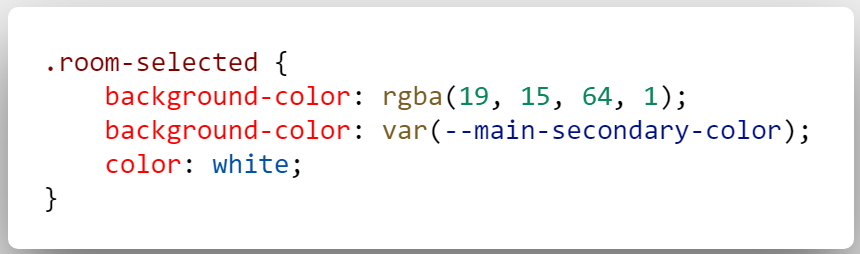 .room-selected {
    background-color: rgba(19, 15, 64, 1);
    background-color: var(--main-secondary-color);
    color: white;
}